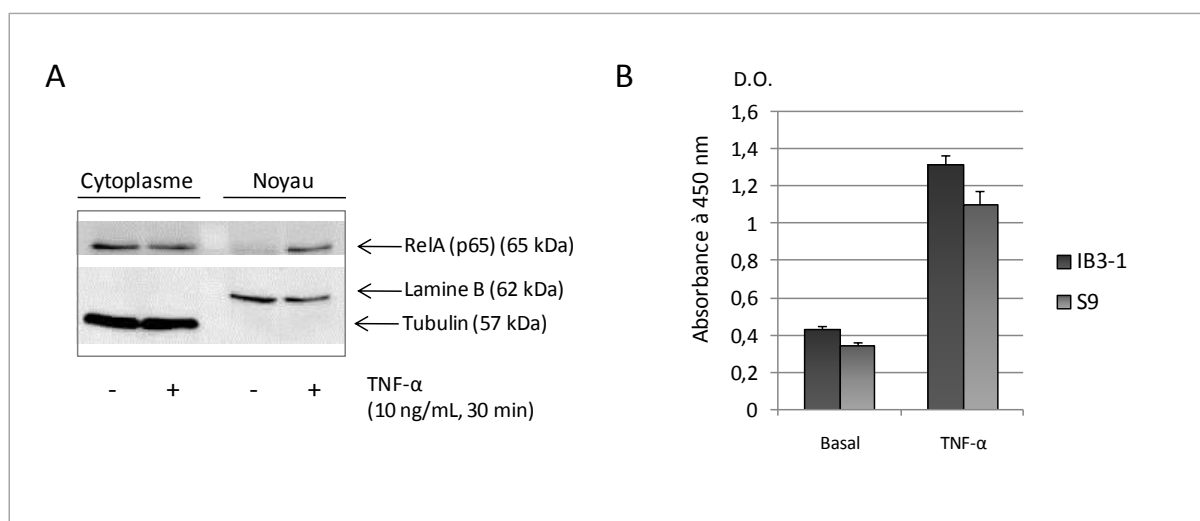 A
Cytoplasme Noyau
RelA (p65) (65 kDa)
Lamine B (62 kDa)
Tubulin (57 kDa)
- + - + TNF-α
(10 ng/mL, 30 min)
B
D.O.
Absorbance à 450 nm
1,6
1,4
1,2
1
0,8
0,6
0,4
0,2
0
Basal TNF-α
IB3-1
S9